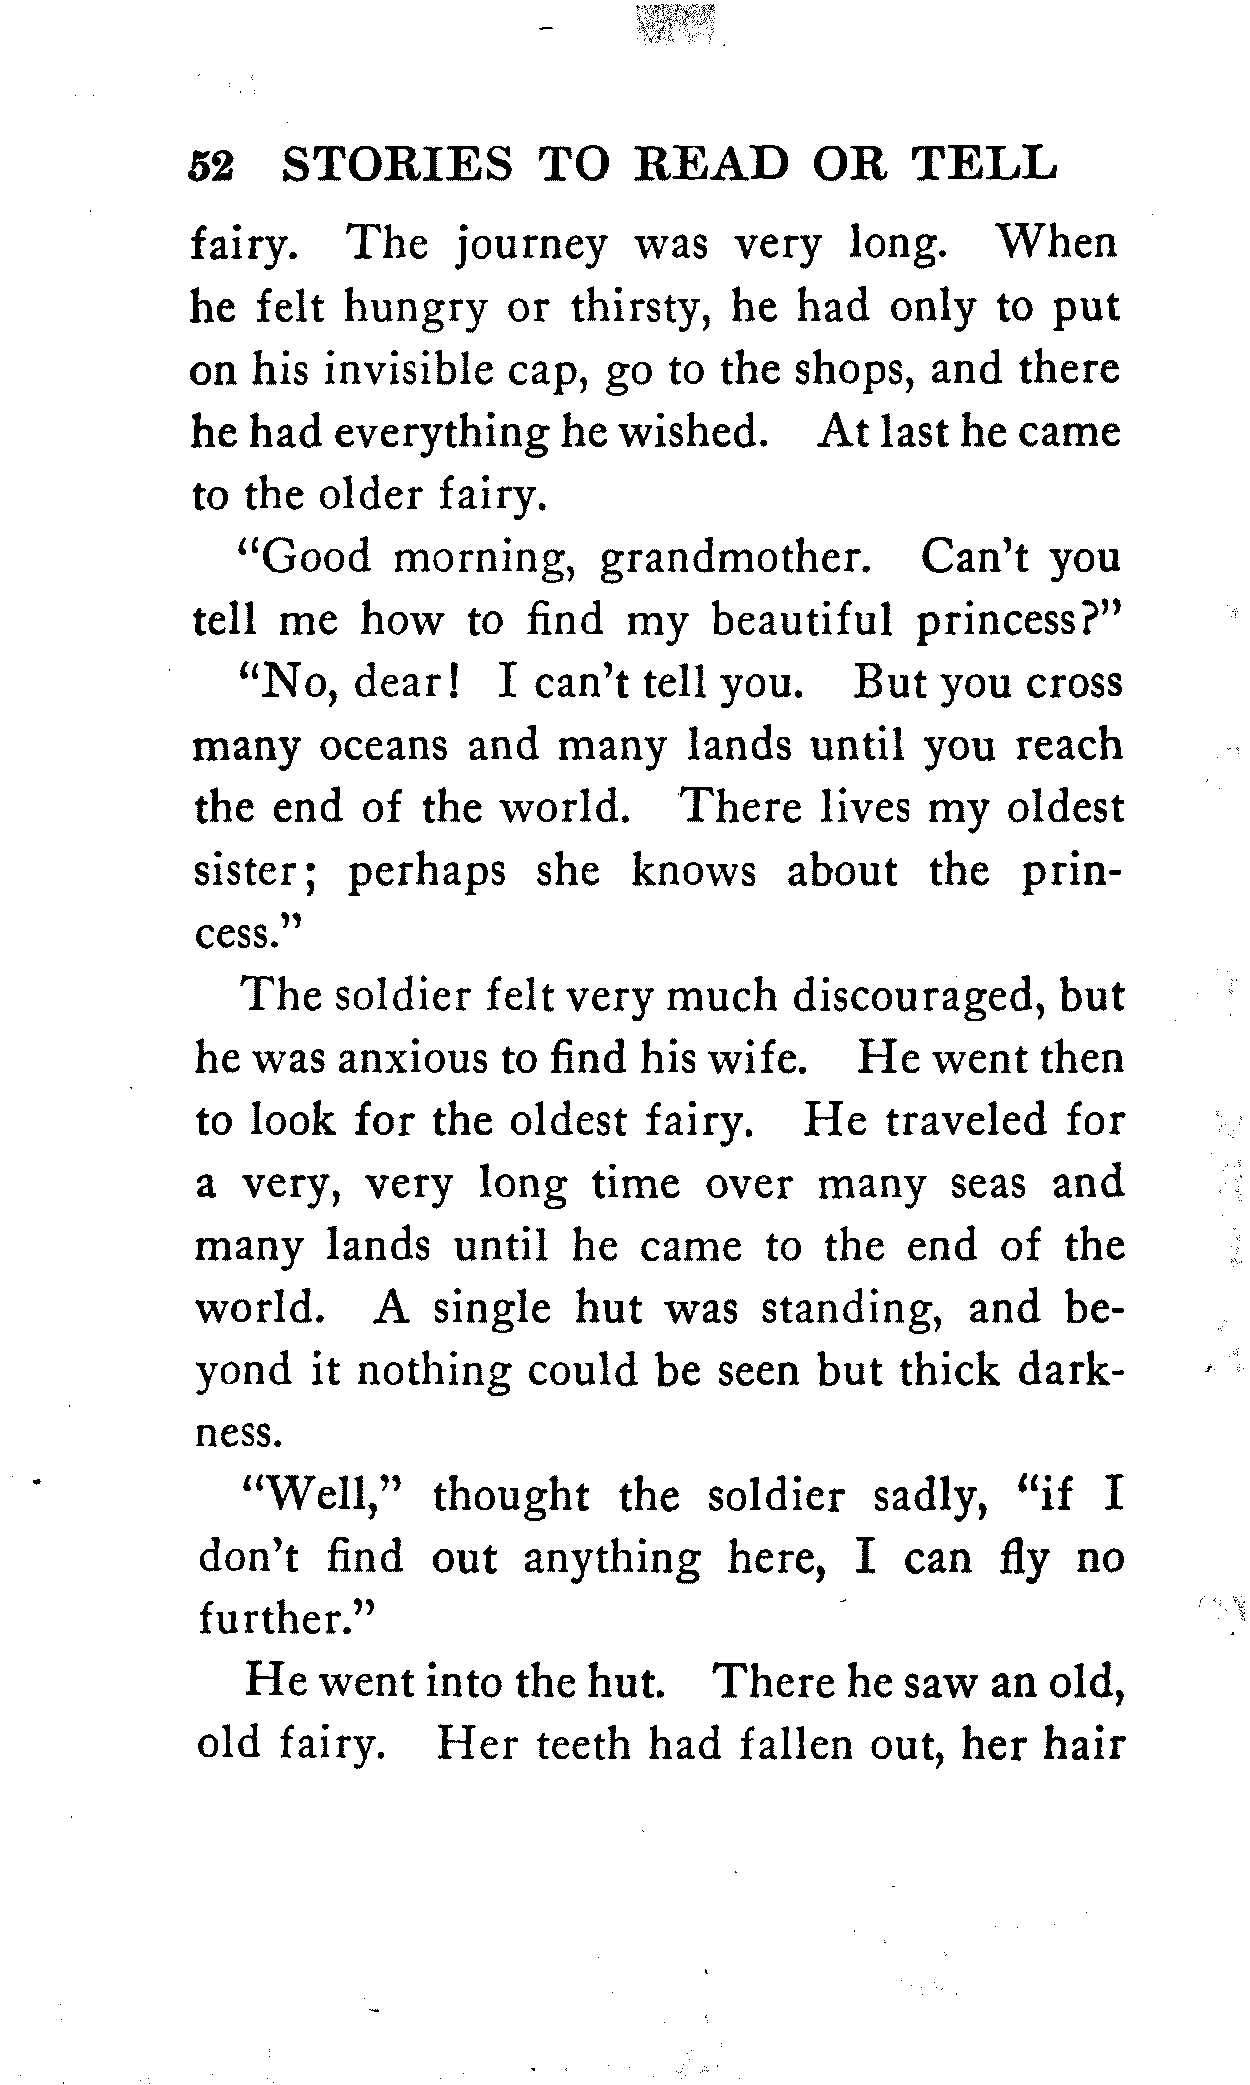 52 STORIES TO READ OR TELL
fairy. The journey was very long. When
he felt hungry or thirsty, he had only to put
on his invisible cap, go to the shops, and there
he had everything he wished. At last he came
to the older fairy.
"Good morning, grandmother. Can't you
tell me how to find my beautiful princess?"
"No, dear! I can't tell you. But you cross
many oceans and many lands until you reach
the end of the world. There lives my oldest
sister; perhaps she knows about the prin-
cess."
The soldier felt very much discouraged, but
he was anxious to find his wife. He went then
to look for the oldest fairy. He traveled for
a very, very long time over many seas and
many lands until he came to the end of the
world. A single hut was standing, and be-
yond it nothing could be seen but thick dark-
ness.
"Well," thought the soldier sadly, "if I
don't find out anything here, I can fly no
further."
He went into the hut. There he saw an old,
old fairy. Her teeth had fallen out, her hair